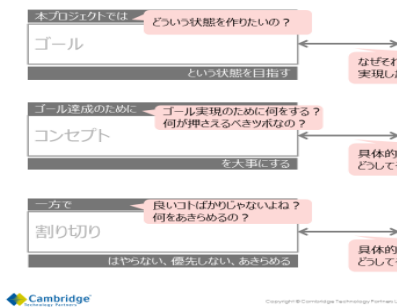 本プロジェクトでは
どういう状態を作りたいの？
ゴール
という状態を目指す
なぜそれ
実現し
ゴール達成のために
ゴール実現のために何をする？
何が押さえるべきツボなの？
コンセプト
を大事にする
具体的
どうして
一方で
良いコトばかりじゃないよね？
何をあきらめるの？
割り切り
はやらない、優先しない、あきらめる
具体的
どうして
Cambridge
Technology Partners
Copyright © Cambridge Technology Partners